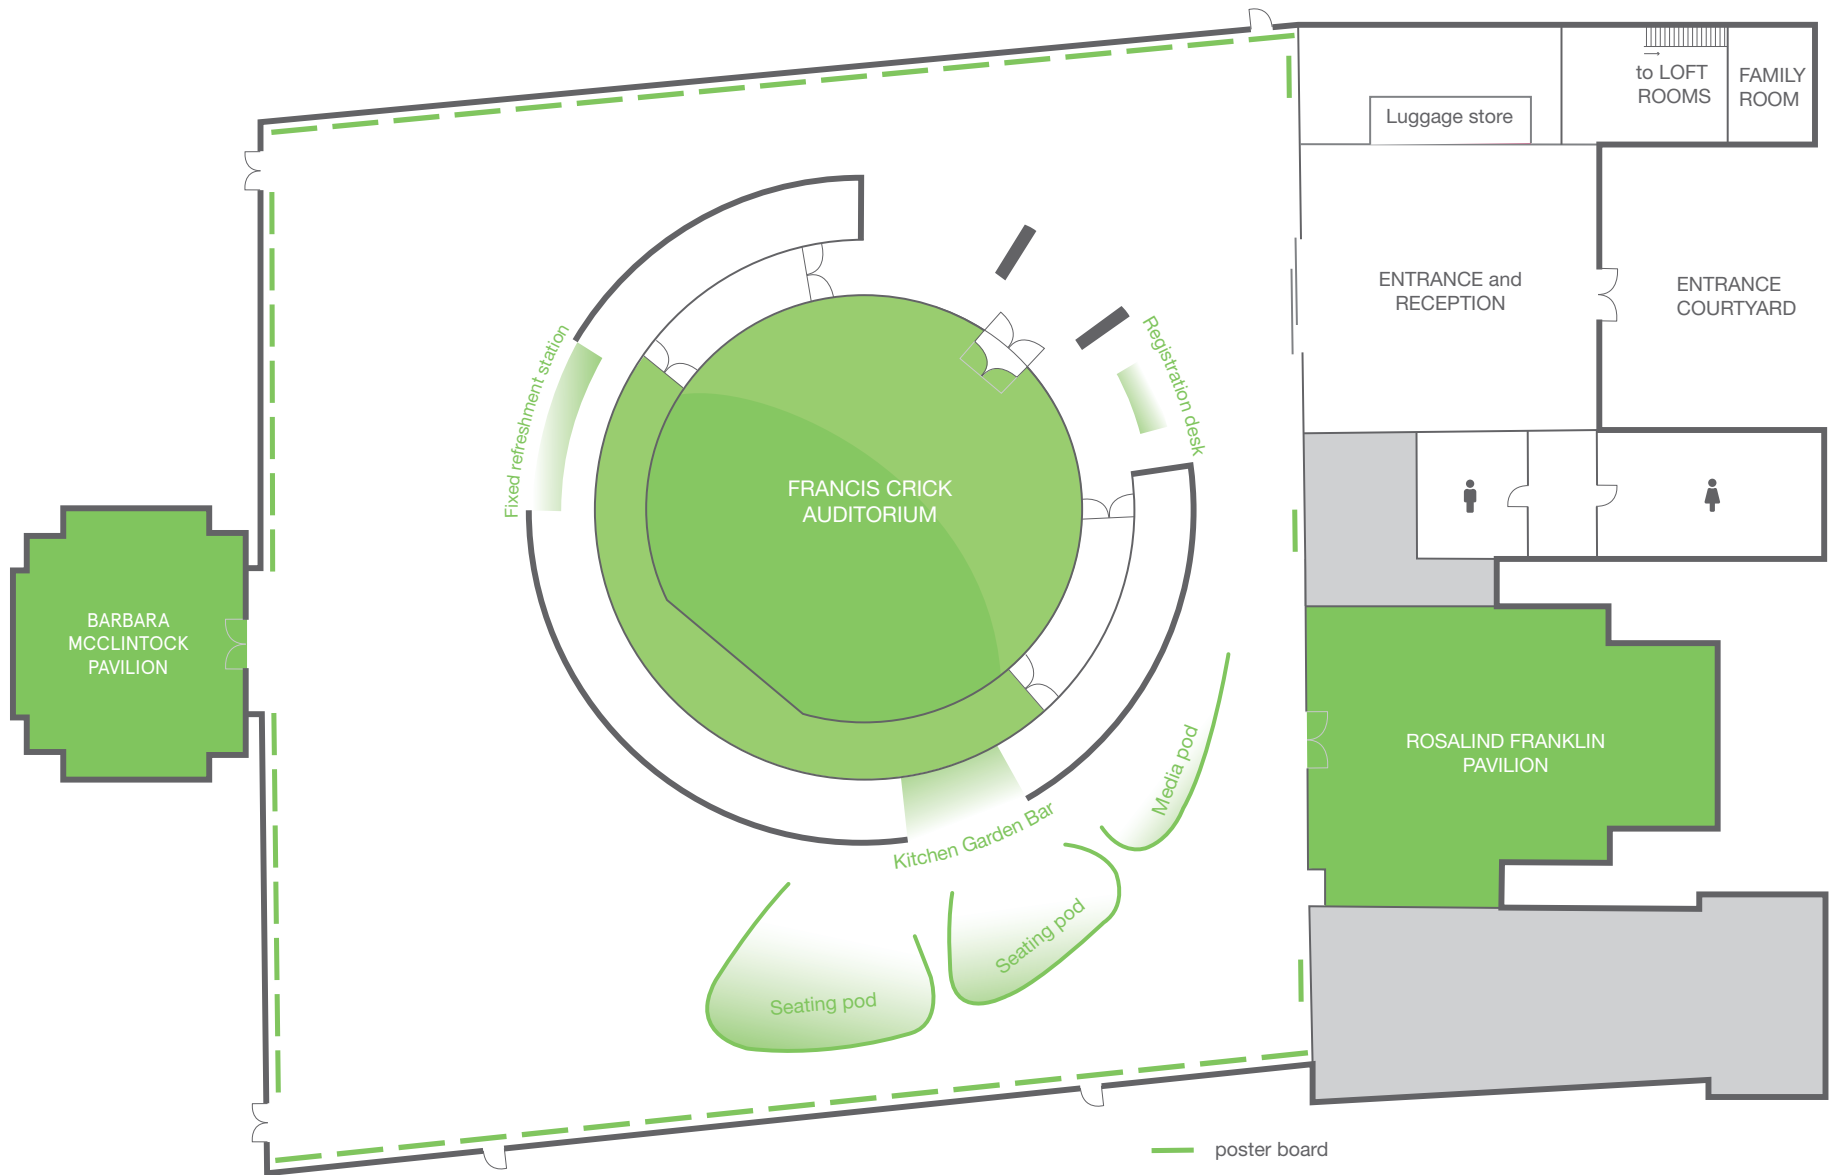 to LOFT
ROOMS
FAMILY
ROOM
Luggage store
ENTRANCE and
RECEPTION
ENTRANCE
COURTYARD
Fixed refreshment station
Registration desk
FRANCIS CRICK
AUDITORIUM
BARBARA
MCCLINTOCK
PAVILION
ROSALIND FRANKLIN
PAVILION
Media pod
Kitchen Garden Bar
Seating pod
Seating pod
poster board